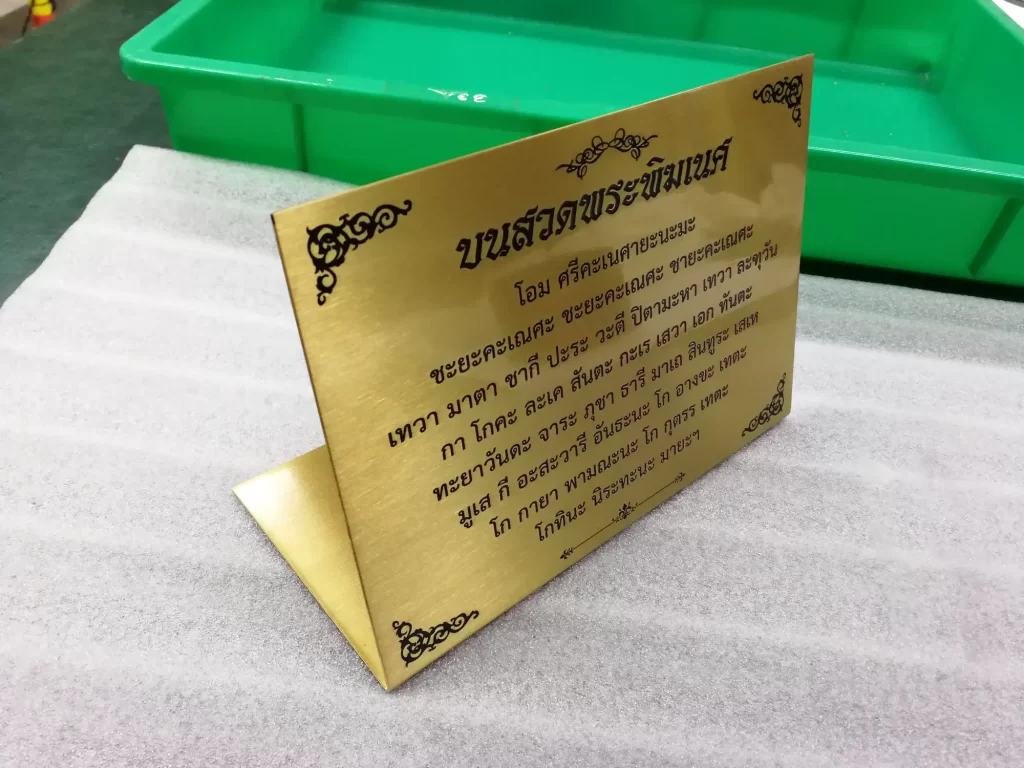 บนสวดพระพิฆเนศ
โอม ศรีคะเนศายะนะมะ
ชะยะคะเณศะ ชะยะคะเณศะ ชายะคะเณศะ
เทวา มาตา ชากี ปะระ วะตี ปิตามะหา เทวา ละฑุวัน
กา โกคะ ละเค สันตะ กะเร เสวา เอก ทันตะ
ทะยาวันตะ จาระ ภุชา ธารี มาเถ สินทูระ เสเห
มูเส กี อะสะวารี อันธะนะ โก อางขะ เทตะ
โก กายา พามณะนะ โก กุตรร เทตะ
โกทินะ นิระทะนะ มายะฯ